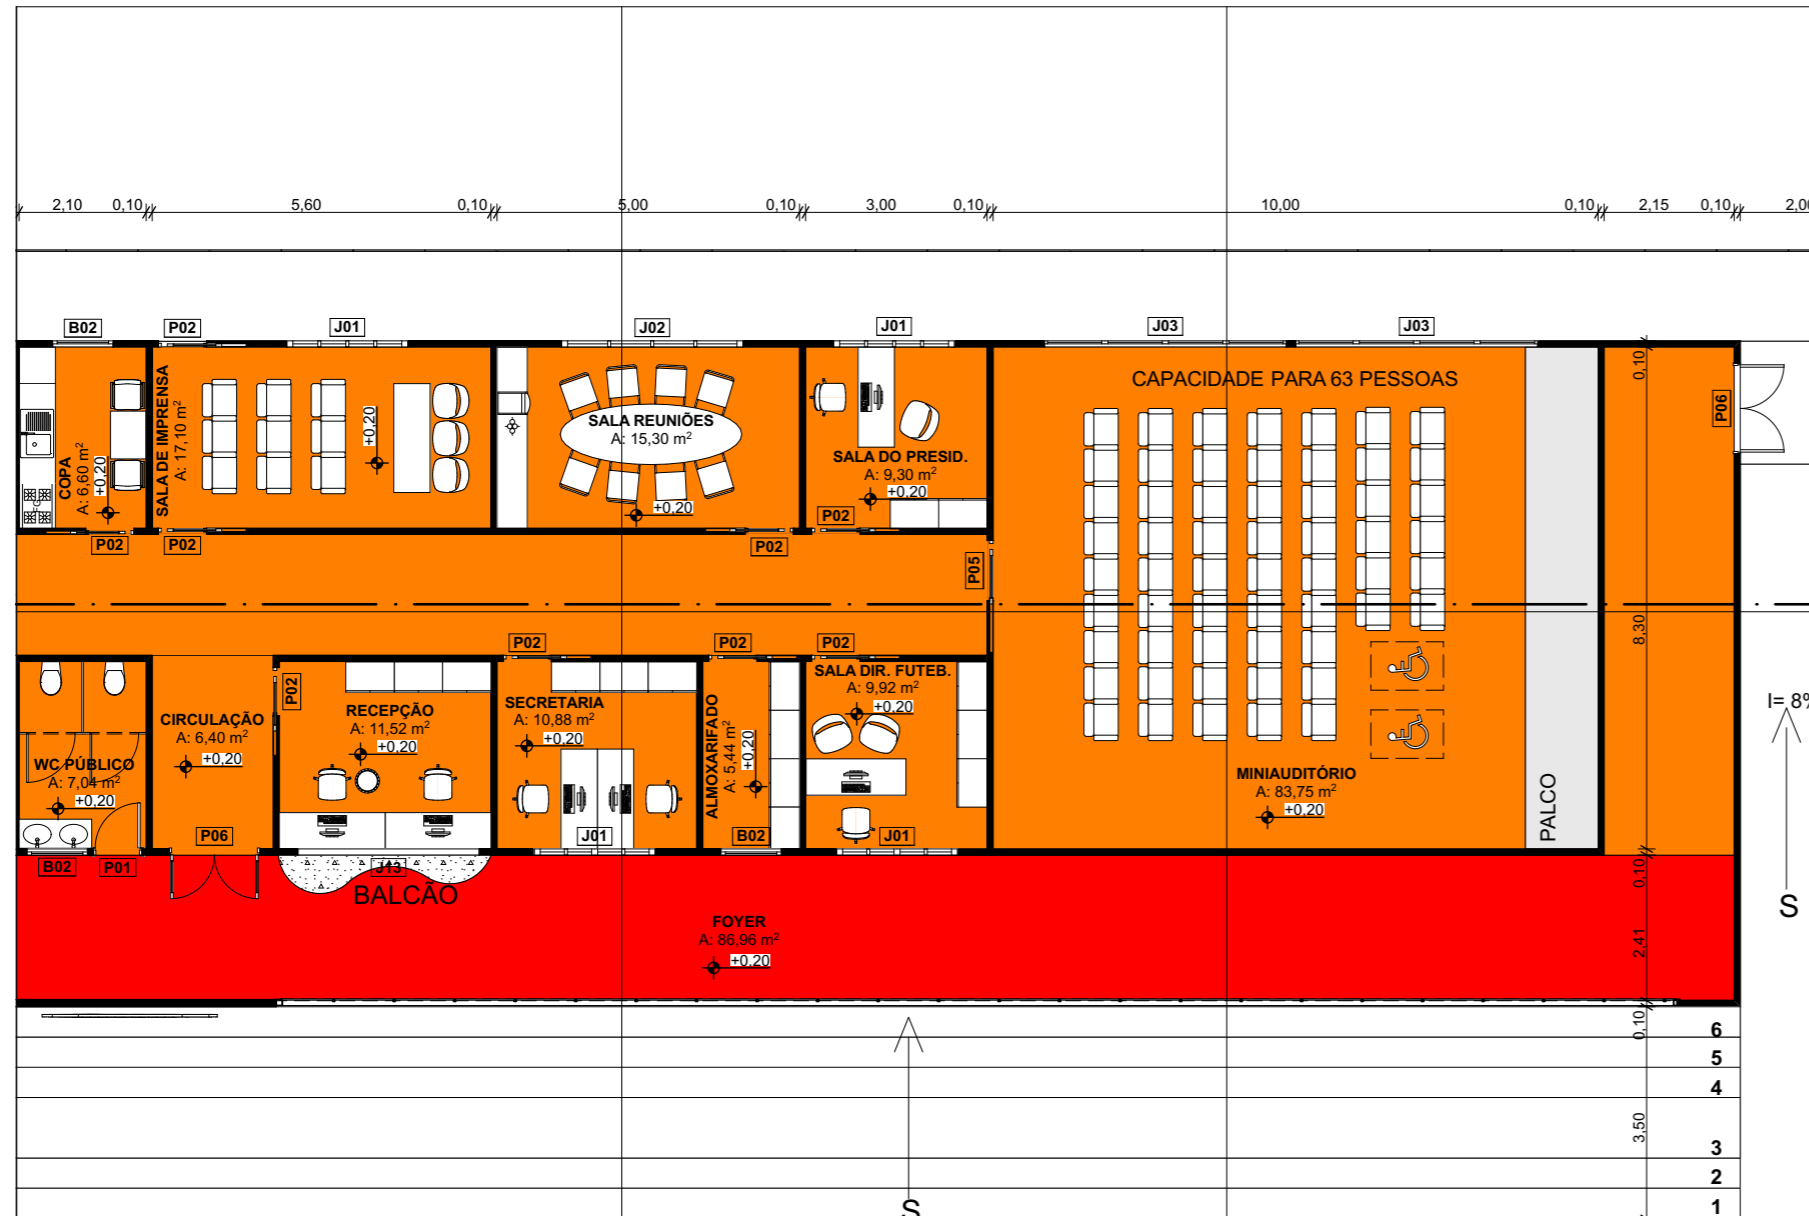 2,10 0,10 5,60 0,10 5,00 0,10 3,00 0,10 10,00 0,10 2,15 0,10 2,00
B02 P02 J01 J02 J01 J03 J03
0,10
CAPACIDADE PARA 63 PESSOAS
P06
COPA
A: 6,60 m²
+0,20
FG
SALA DE IMPRENSA
A: 17,10 m²
+0,20
SALA REUNIÕES
A: 15,30 m²
+0,20
SALA DO PRESID.
A: 9,30 m²
+0,20
P02 P02 P02 P02
P05
8,30
P02 P02 P02
P02
WC PÚBLICO
A: 7,04 m²
+0,20
CIRCULAÇÃO
A: 6,40 m²
+0,20
RECEPÇÃO
A: 11,52 m²
+0,20
SECRETARIA
A: 10,88 m²
+0,20
ALMOXARIFADO
A: 5,44 m²
+0,20
SALA DIR. FUTEB.
A: 9,92 m²
+0,20
MINIAUDITÓRIO
A: 83,75 m²
+0,20
PALCO
I= 8%
S
B02 P01 P06 J13 J01 B02 J01
BALCÃO
0,10
FOYER
A: 86,96 m²
+0,20
2,41
0,10
6
5
4
3,50
3
2
1
S